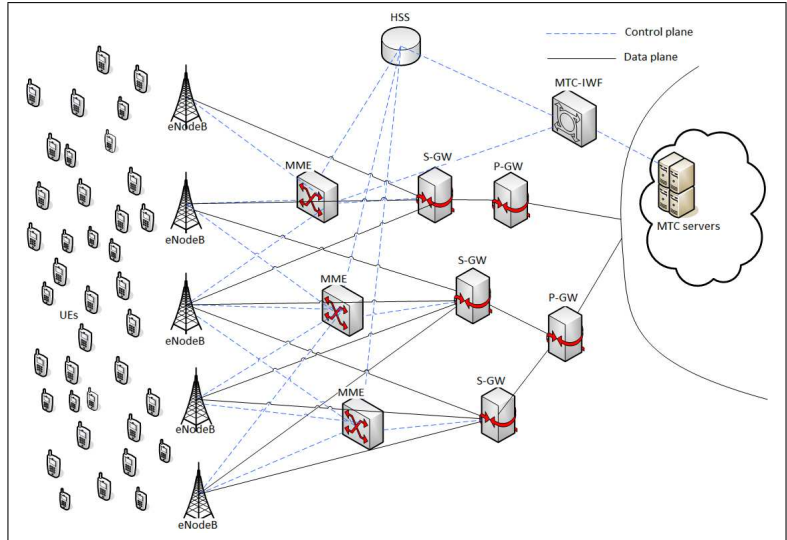 HSS
Control plane
Data plane
MTC-IWF
eNodeB
MME
S-GW
P-GW
MTC servers
eNodeB
S-GW
MME
P-GW
UEs
eNodeB
S-GW
MME
eNodeB
eNodeB